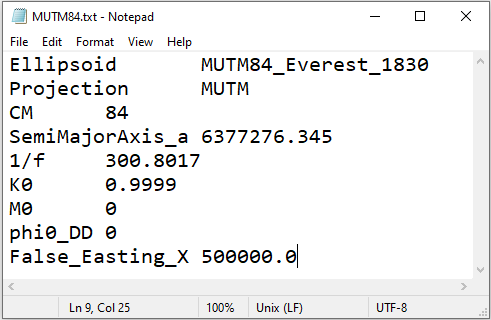 MUTM84.txt - Notepad
File Edit Format View Help
Ellipsoid MUTM84_Everest_1830
Projection MUTM
CM 84
SemiMajorAxis_a 6377276.345
1/f 300.8017
K0 0.9999
M0 0
phi0_DD 0
False_Easting_X 500000.0
Ln 9, Col 25 100% Unix (LF) UTF-8